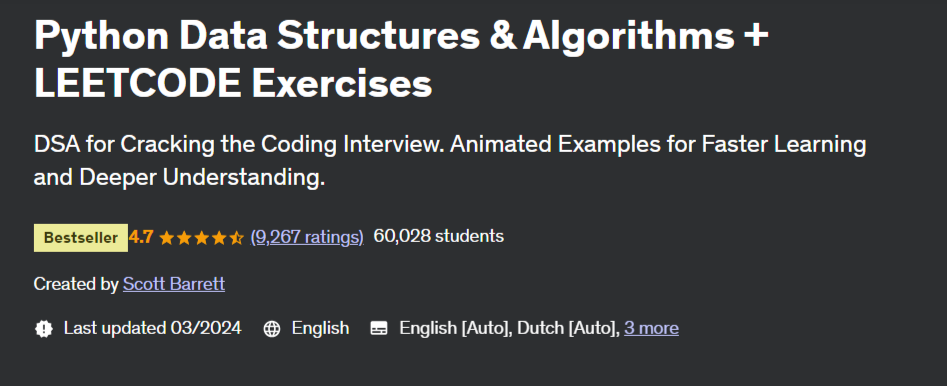 Python Data Structures & Algorithms +
LEETCODE Exercises
DSA for Cracking the Coding Interview. Animated Examples for Faster Learning
and Deeper Understanding.
Bestseller 4.7 (9,267 ratings) 60,028 students
Created by Scott Barrett
Last updated 03/2024 English English [Auto], Dutch [Auto], 3 more